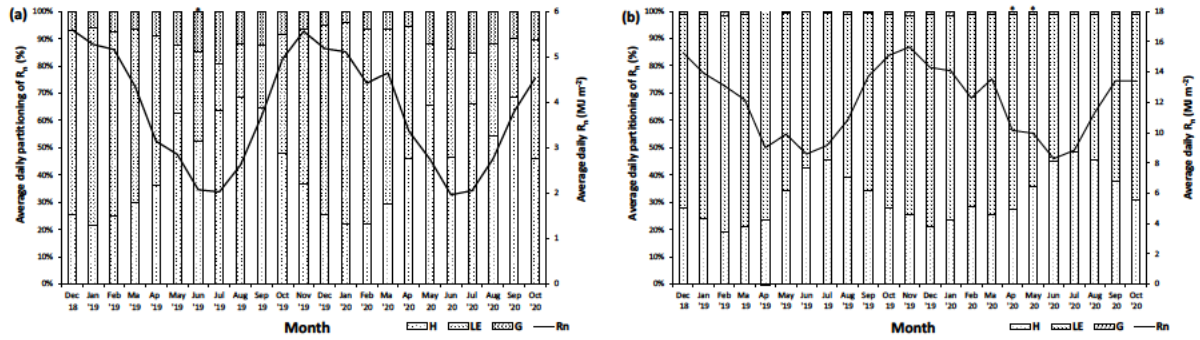 (a)
Average daily partitioning of Rn (%)
100%
90%
80%
70%
60%
50%
40%
30%
20%
10%
0%
*
6
5
4
3
2
1
0
Average daily Rn (MJ m-2)
Dec Jan Feb Ma Ap May Jun Jul Aug Sep Oct Nov Dec Jan Feb Ma Ap May Jun Jul Aug Sep Oct
18 '19 '19 '19 '19 '19 '19 '19 '19 '19 '19 '19 '19 '20 '20 '20 '20 20 '20 '20 '20 '20 '20
Month
H LE G Rn
(b)
Average daily partitioning of Rn (%)
100%
90%
80%
70%
60%
50%
40%
30%
20%
10%
0%
* *
18
16
14
12
10
8
6
4
2
0
Average daily Rn (MJ m-2)
Dec Jan Feb Ma Ap May Jun Jul Aug Sep Oct Nov Dec Jan Feb Ma Ap May Jun Jul Aug Sep Oct
18 '19 '19 '19 '19 '19 '19 '19 '19 '19 '19 '19 '19 '20 '20 '20 '20 20 '20 '20 '20 '20 '20
Month
H LE G Rn